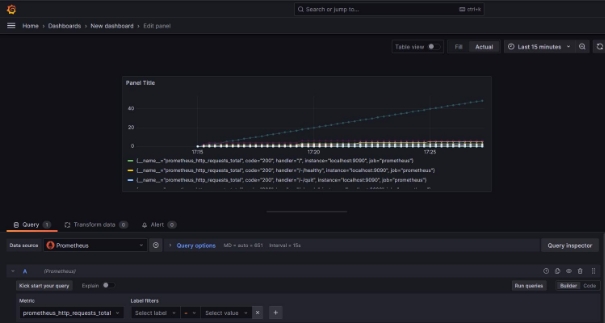 Search or jump to...
ctrl+k
Home > Dashboards > New dashboard > Edit panel
Table view
Fill
Actual
Last 15 minutes
Panel Title
40
20
0
17:15
17:20
17:25
{__name__="prometheus_http_requests_total", code="200", handler="/", instance="localhost:9090", job="prometheus"}
{__name__="prometheus_http_requests_total", code="200", handler="/-/healthy", instance="localhost:9090", job="prometheus"}
{__name__="prometheus_http_requests_total", code="200", handler="/-/quit", instance="localhost:9090", job="prometheus"}
Query 1
Transform data 0
Alert 0
Data source
Prometheus
Query options
MD = auto = 651
Interval = 15s
Query inspector
A
(Prometheus)
Kick start your query
Explain
Run queries
Builder
Code
Metric
Label filters
prometheus_http_requests_total
Select label
=
Select value
×
+